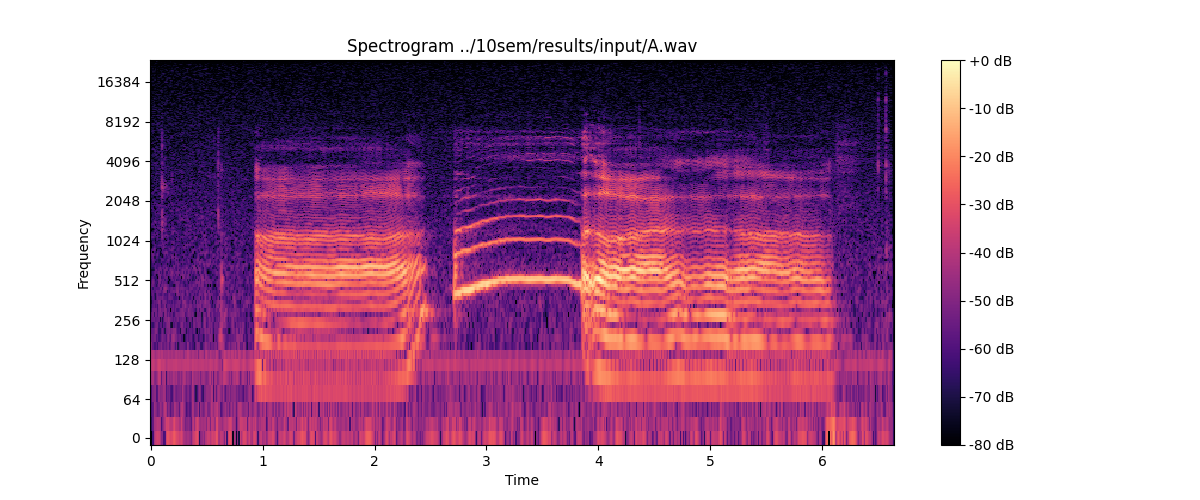 Spectrogram ../10sem/results/input/A.wav
Frequency
16384
8192
4096
2048
1024
512
256
128
64
0
0 1 2 3 4 5 6
Time
+0 dB
-10 dB
-20 dB
-30 dB
-40 dB
-50 dB
-60 dB
-70 dB
-80 dB